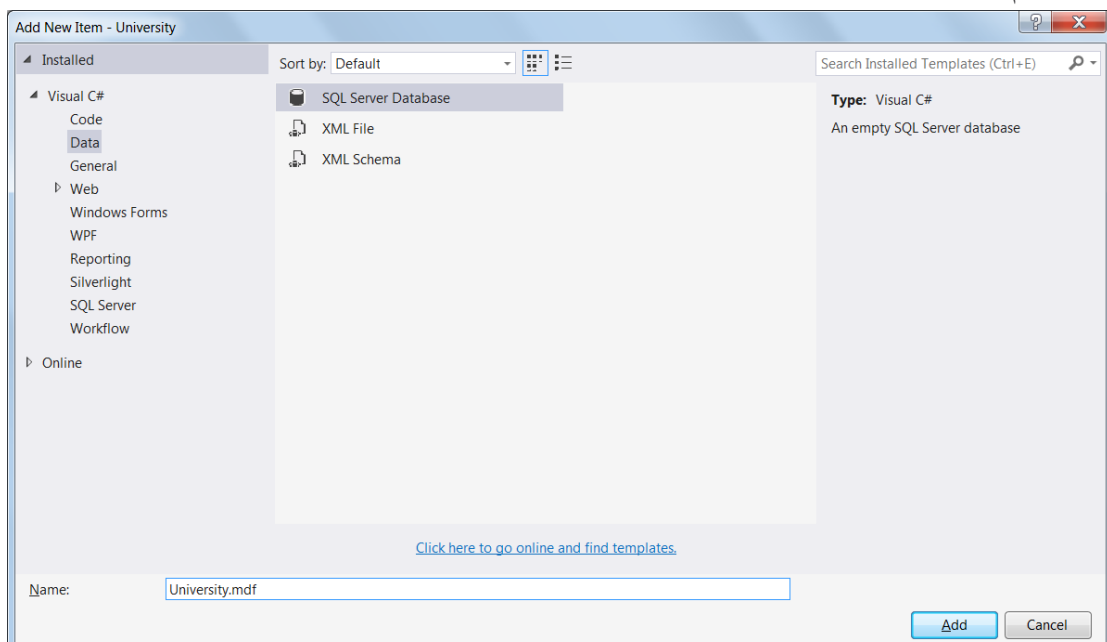 Add New Item - University
Installed
Sort by: Default
Search Installed Templates (Ctrl+E)
Visual C#
Code
Data
General
Web
Windows Forms
WPF
Reporting
Silverlight
SQL Server
Workflow
Online
SQL Server Database
XML File
XML Schema
Type: Visual C#
An empty SQL Server database
Click here to go online and find templates.
Name: University.mdf
Add Cancel